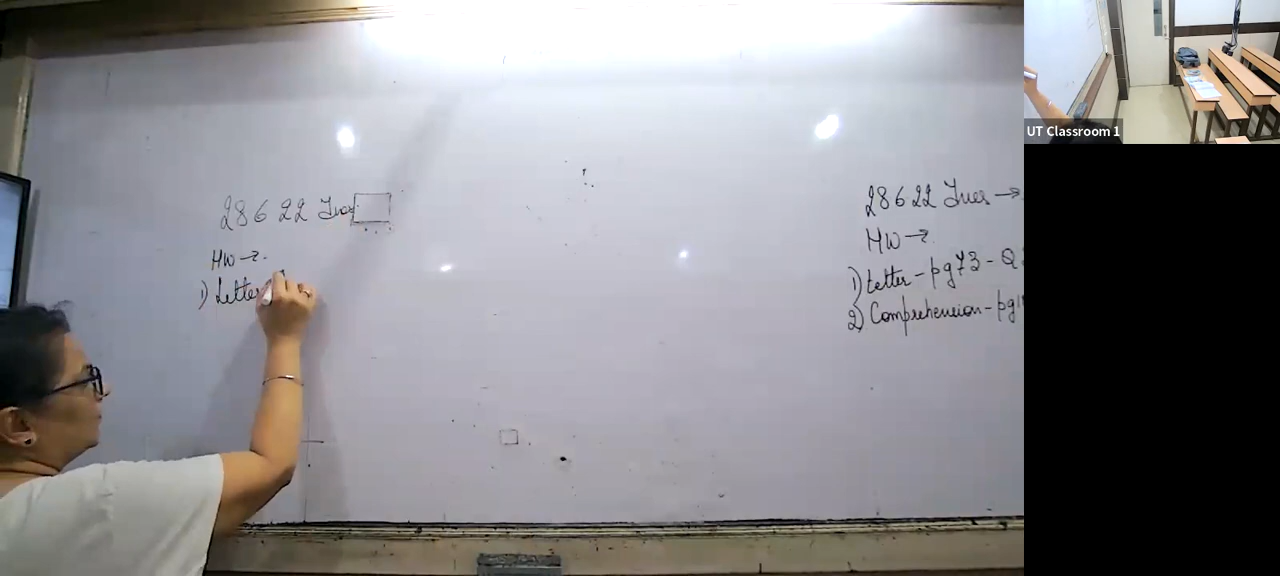 28 6 22 Tues
HW →
1) Letter
28 6 22 Tues →
HW →
1) Letter - pg 73 - Q
2) Comprehension - pg
UT Classroom 1